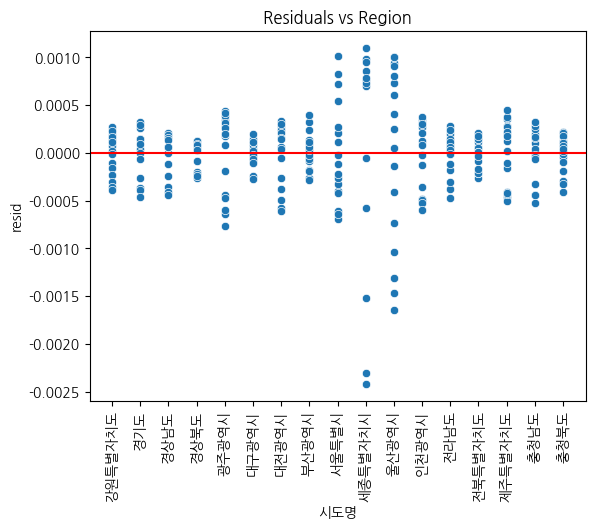 Residuals vs Region
resid
0.0010
0.0005
0.0000
-0.0005
-0.0010
-0.0015
-0.0020
-0.0025
강원특별자치도
경기도
경상남도
경상북도
광주광역시
대구광역시
대전광역시
부산광역시
서울특별시
세종특별자치시
울산광역시
인천광역시
전라남도
전북특별자치도
제주특별자치도
충청남도
충청북도
시도명